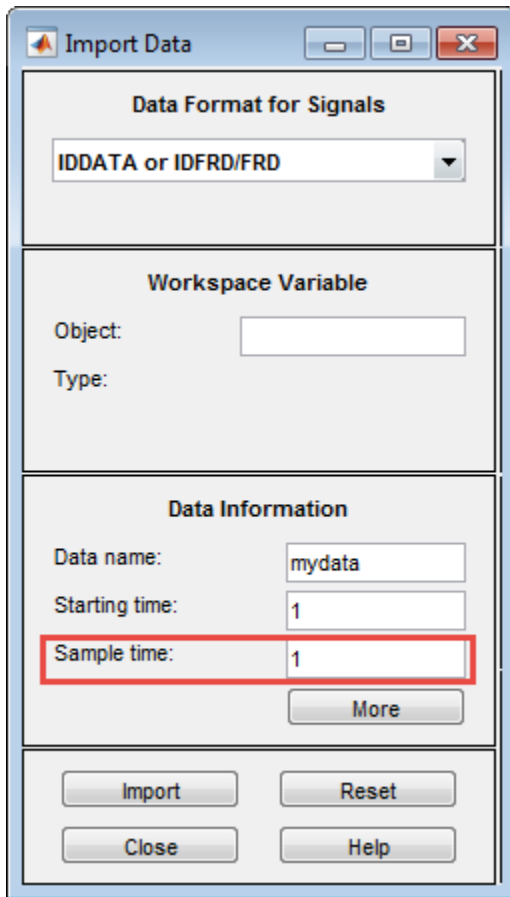 Import Data
Data Format for Signals
IDDATA or IDFRD/FRD
Workspace Variable
Object:
Type:
Data Information
Data name: mydata
Starting time: 1
Sample time: 1
More
Import Reset
Close Help